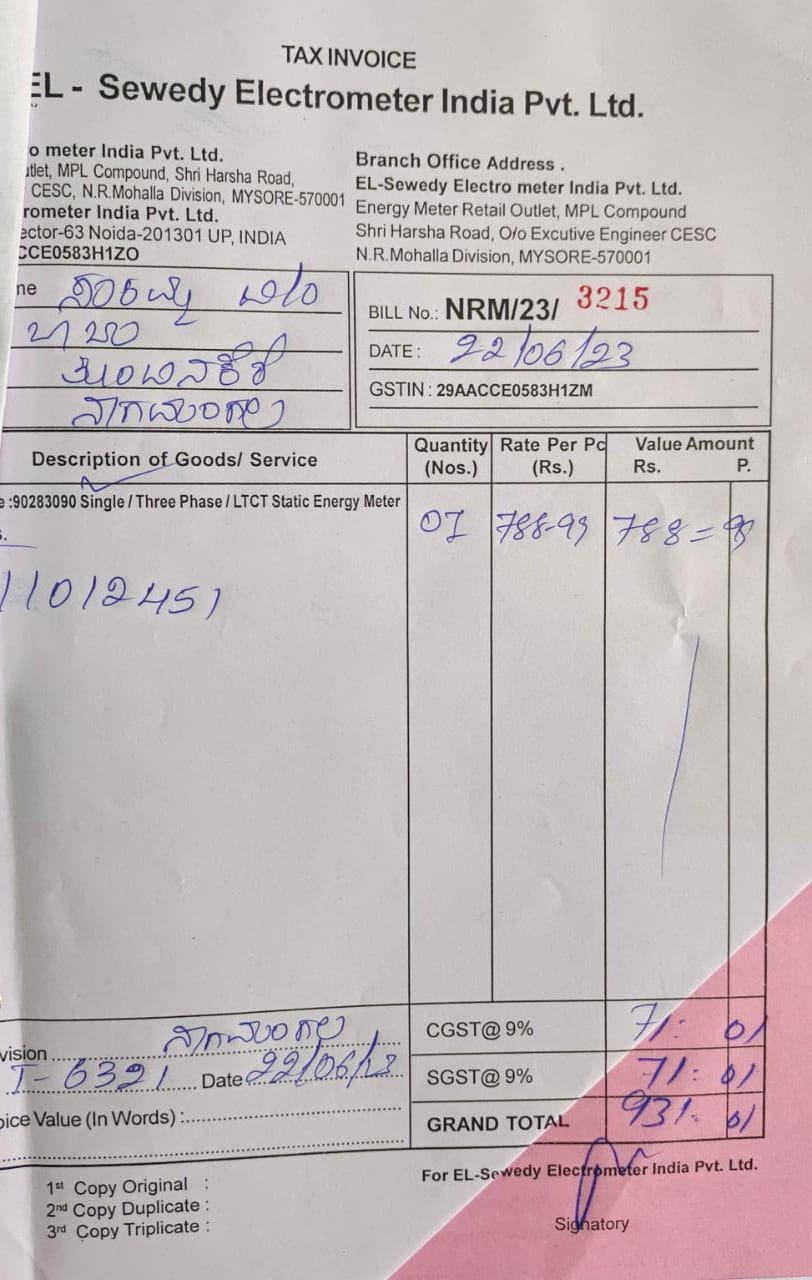 TAX INVOICE
EL - Sewedy Electrometer India Pvt. Ltd.
o meter India Pvt. Ltd.
utlet, MPL Compound, Shri Harsha Road,
CESC, N.R.Mohalla Division, MYSORE-570001
rometer India Pvt. Ltd.
ector-63 Noida-201301 UP, INDIA
CCE0583H1ZO
Branch Office Address .
EL-Sewedy Electro meter India Pvt. Ltd.
Energy Meter Retail Outlet, MPL Compound
Shri Harsha Road, O/o Excutive Engineer CESC
N.R.Mohalla Division, MYSORE-570001
me
ನಾಗಮಂಗಲ
BILL No.: NRM/23/ 3215
DATE: 22/06/23
GSTIN : 29AACCE0583H1ZM
Description of Goods/ Service
Quantity (Nos.)
Rate Per Pc (Rs.)
Value Amount
Rs. P.
e :90283090 Single / Three Phase / LTCT Static Energy Meter
s.
01 788-99 788=99
11012451
CGST@ 9% 71: 01
SGST@ 9% 71: 01
GRAND TOTAL 931. 01
vision ನಾಗಮಂಗಲ
I-6321 Date 22/06/23
oice Value (In Words) :
For EL-Sewedy Electrometer India Pvt. Ltd.
Signatory
1st Copy Original :
2nd Copy Duplicate :
3rd Copy Triplicate :